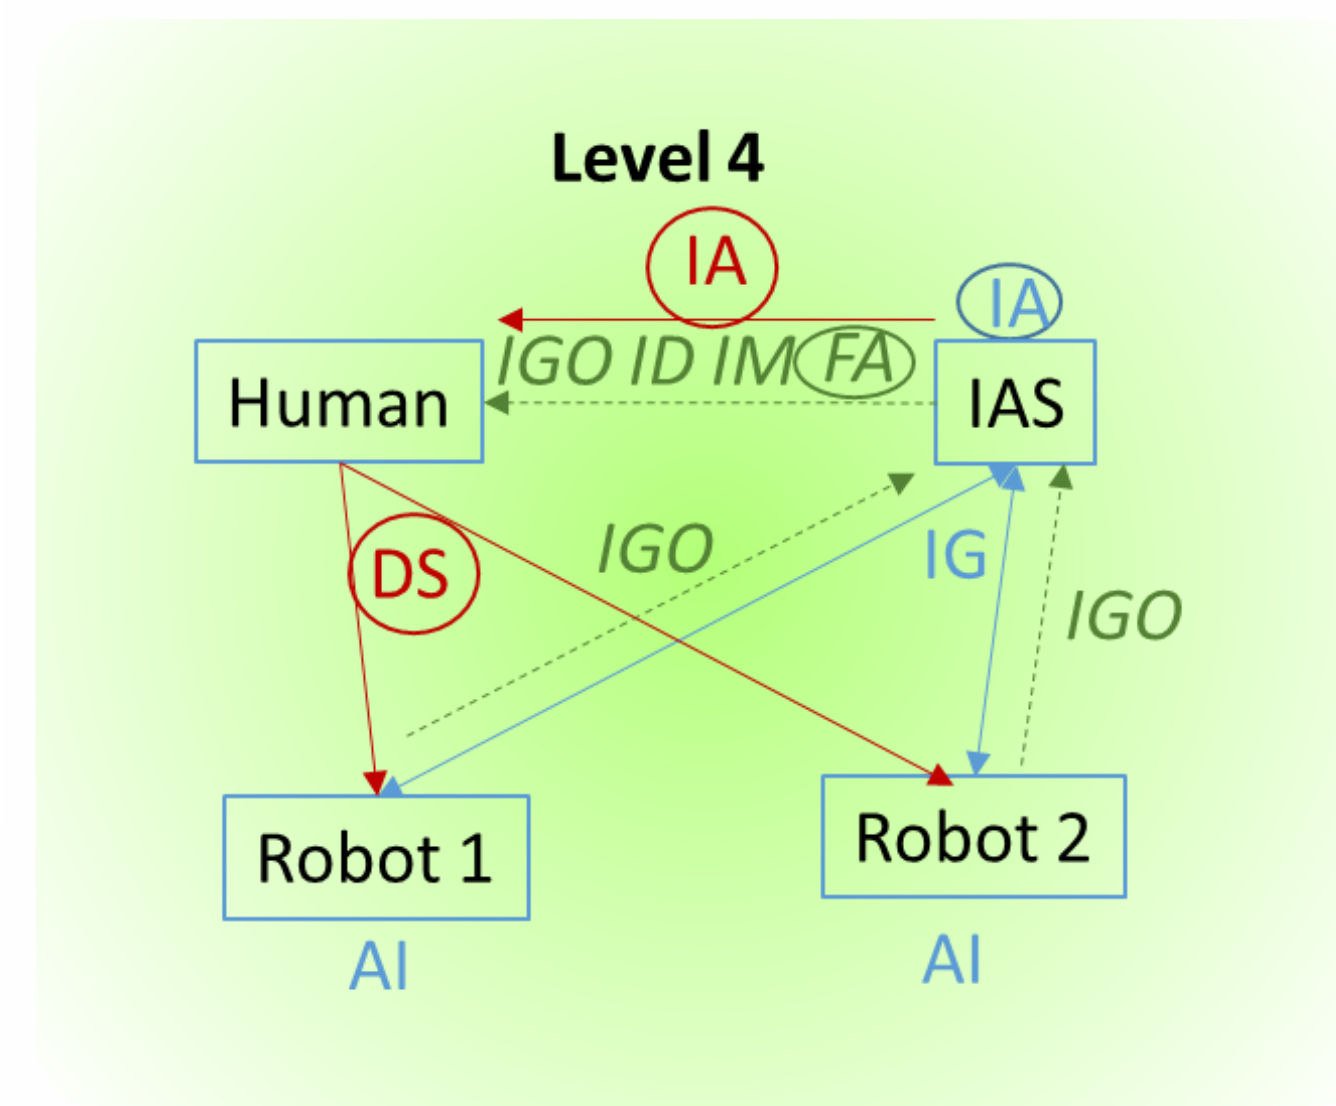 Level 4
IA
IA
IGO ID IM FA
Human
IAS
DS
IGO
IG
IGO
Robot 1
Robot 2
AI
AI